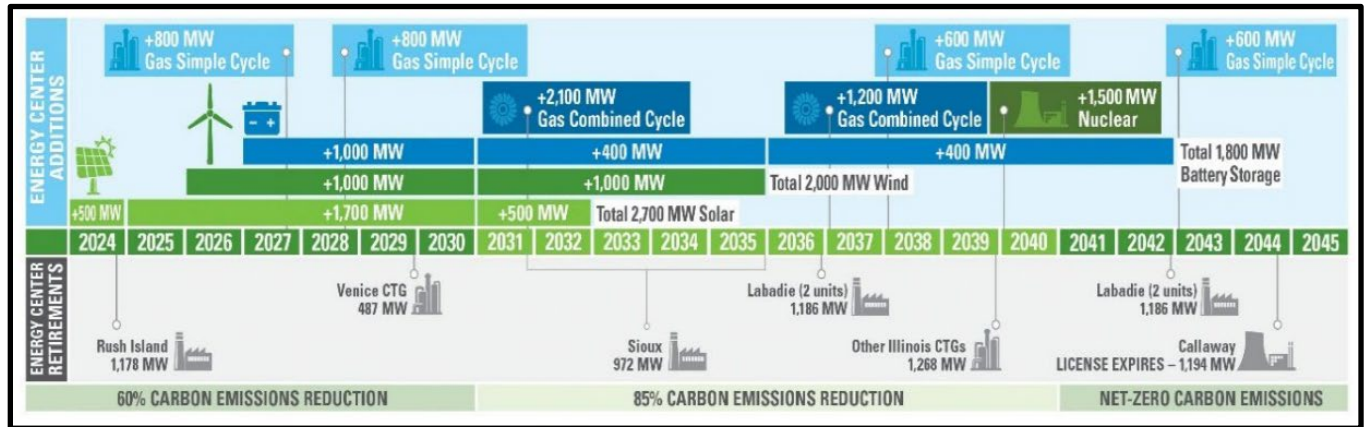 ENERGY CENTER
ADDITIONS
+800 MW
Gas Simple Cycle
+800 MW
Gas Simple Cycle
+600 MW
Gas Simple Cycle
+600 MW
Gas Simple Cycle
+2,100 MW
Gas Combined Cycle
+1,200 MW
Gas Combined Cycle
+1,500 MW
Nuclear
+1,000 MW
+400 MW
+400 MW
Total 1,800 MW
Battery Storage
+1,000 MW
+1,000 MW
Total 2,000 MW Wind
+500 MW
+1,700 MW
+500 MW
Total 2,700 MW Solar
2024 2025 2026 2027 2028 2029 2030 2031 2032 2033 2034 2035 2036 2037 2038 2039 2040 2041 2042 2043 2044 2045
ENERGY CENTER
RETIREMENTS
Rush Island
1,178 MW
Venice CTG
487 MW
Sioux
972 MW
Labadie (2 units)
1,186 MW
Other Illinois CTGs
1,268 MW
Labadie (2 units)
1,186 MW
Callaway
LICENSE EXPIRES – 1,194 MW
60% CARBON EMISSIONS REDUCTION
85% CARBON EMISSIONS REDUCTION
NET-ZERO CARBON EMISSIONS